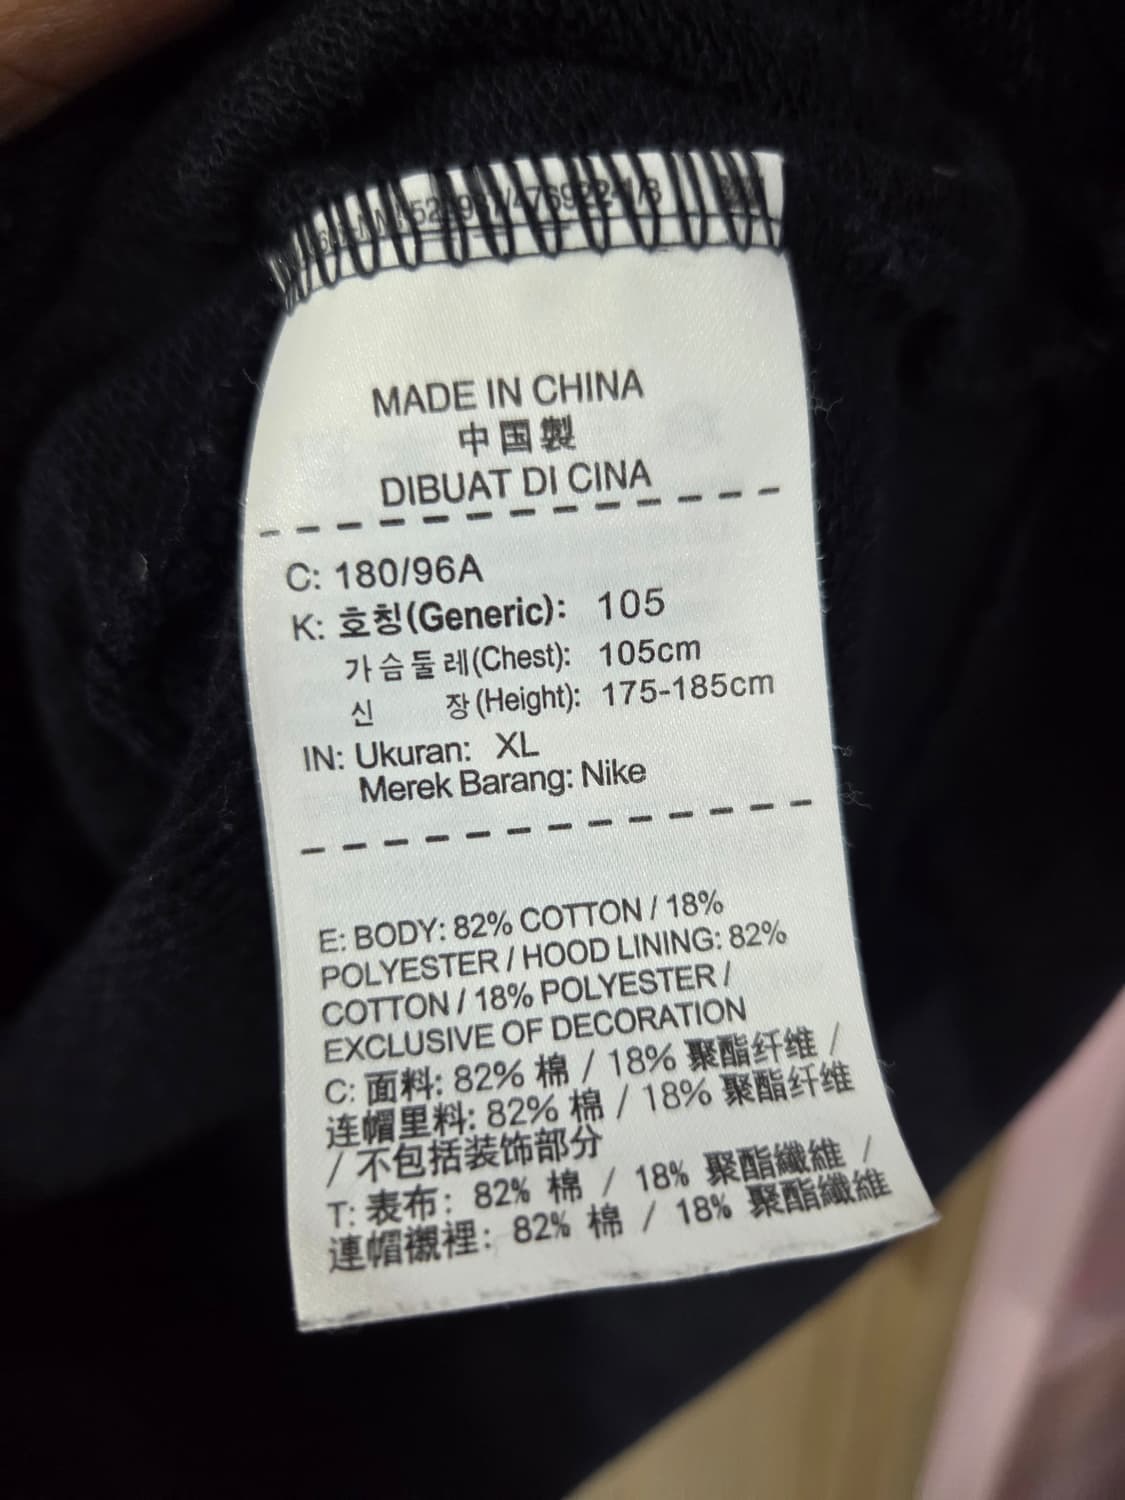 MADE IN CHINA
中国製
DIBUAT DI CINA
C: 180/96A
K: 호칭(Generic): 105
가슴둘레(Chest): 105cm
신 장(Height): 175-185cm
IN: Ukuran: XL
Merek Barang: Nike
E: BODY: 82% COTTON / 18%
POLYESTER / HOOD LINING: 82%
COTTON / 18% POLYESTER /
EXCLUSIVE OF DECORATION
C: 面料: 82% 棉 / 18% 聚酯纤维 /
连帽里料: 82% 棉 / 18% 聚酯纤维
/ 不包括装饰部分
T: 表布: 82% 棉 / 18% 聚酯纖維 /
連帽襯裡: 82% 棉 / 18% 聚酯纖維